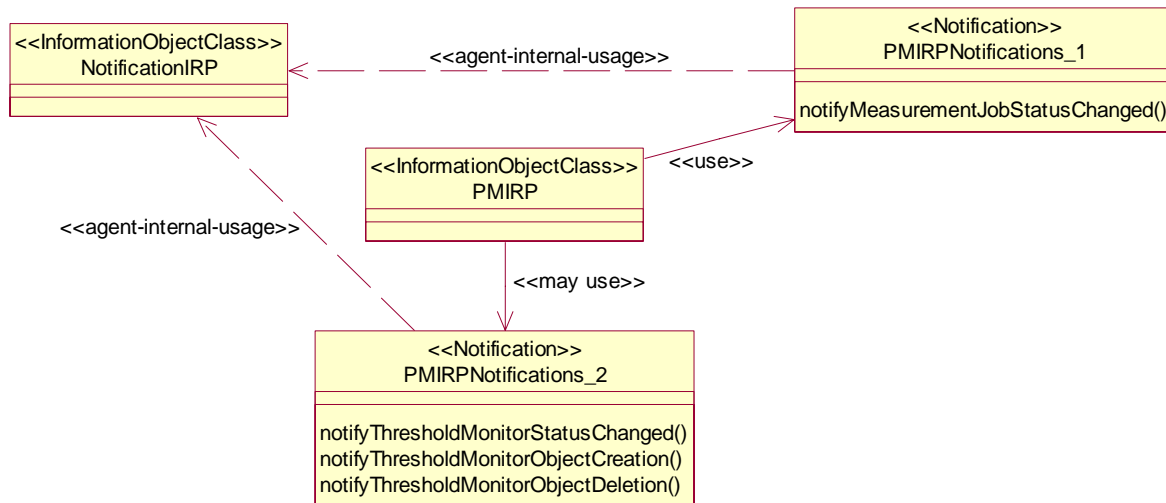 <<InformationObjectClass>>
NotificationIRP
<<agent-internal-usage>>
<<Notification>>
PMIRPNotifications_1
notifyMeasurementJobStatusChanged()
<<InformationObjectClass>>
PMIRP
<<use>>
<<agent-internal-usage>>
<<may use>>
<<Notification>>
PMIRPNotifications_2
notifyThresholdMonitorStatusChanged()
notifyThresholdMonitorObjectCreation()
notifyThresholdMonitorObjectDeletion()